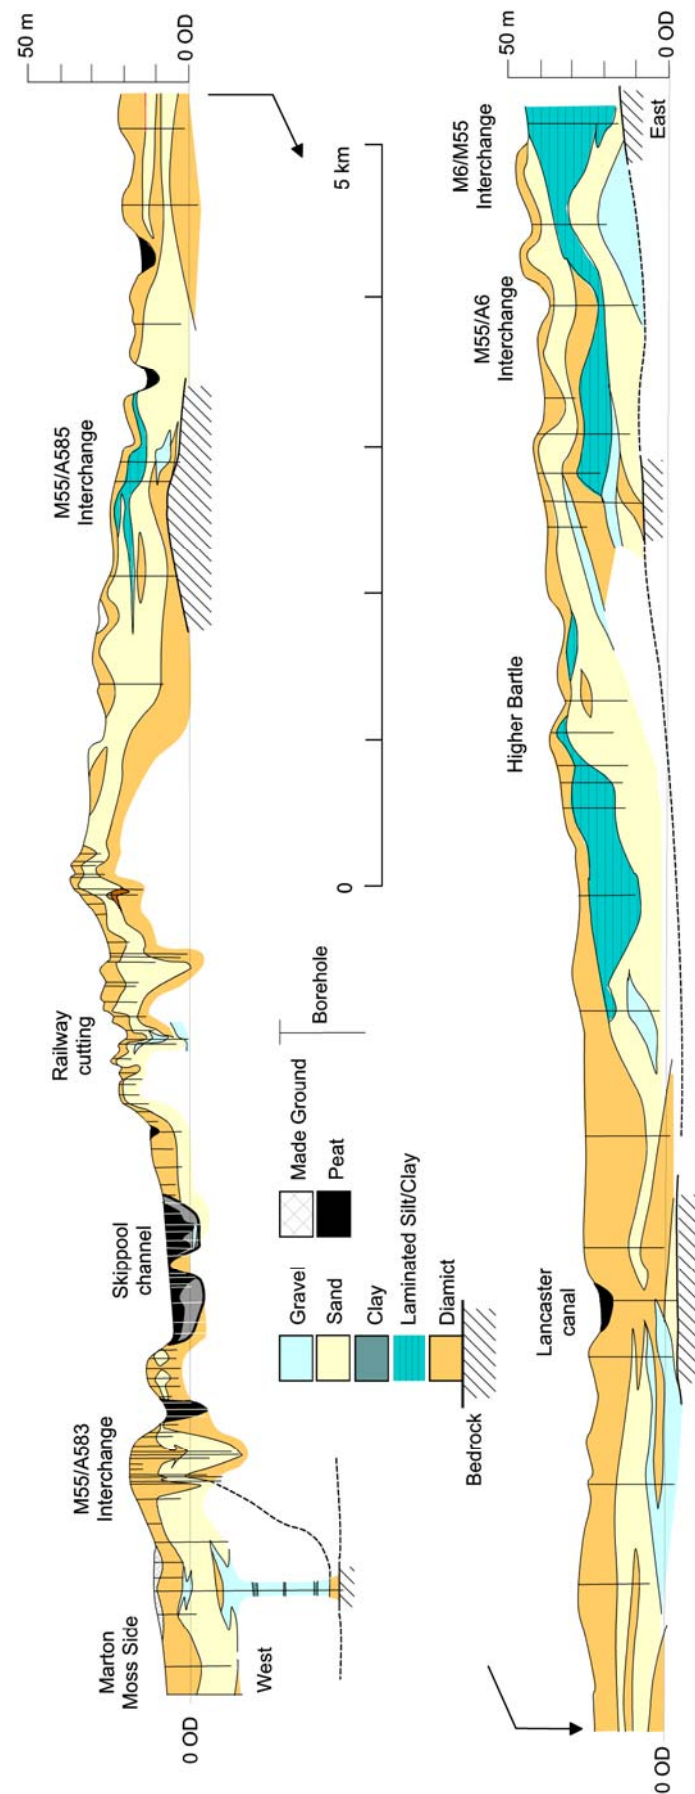 50 m
0 OD
M55/A585
Interchange
Railway
cutting
Skippool
channel
M55/A583
Interchange
Marton
Moss Side
0 OD
West
0
5 km
Gravel
Sand
Clay
Laminated Silt/Clay
Diamict
Bedrock
Made Ground
Peat
Borehole
50 m
0 OD
M6/M55
Interchange
M55/A6
Interchange
Higher Bartle
Lancaster
canal
0 OD
East